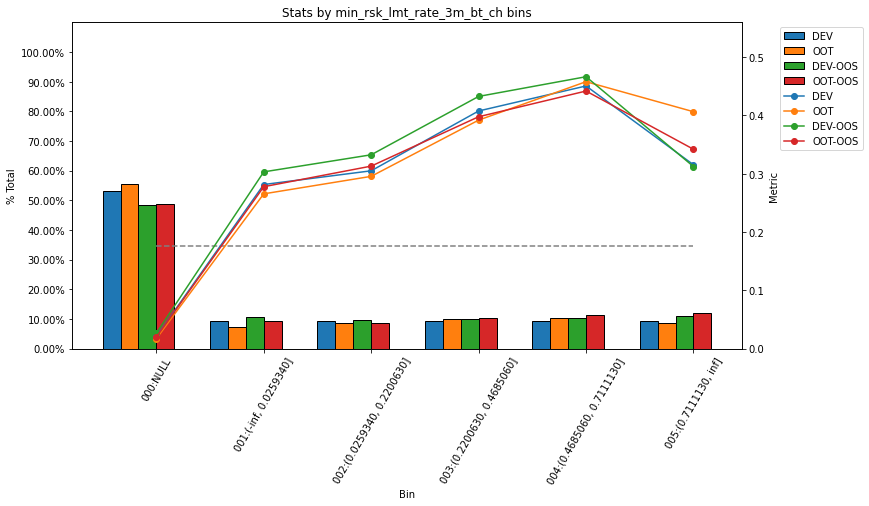 Stats by min_rsk_lmt_rate_3m_bt_ch bins
% Total
100.00%
90.00%
80.00%
70.00%
60.00%
50.00%
40.00%
30.00%
20.00%
10.00%
0.00%
0.5
0.4
0.3
0.2
0.1
0.0
Metric
DEV
OOT
DEV-OOS
OOT-OOS
DEV
OOT
DEV-OOS
OOT-OOS
000:NULL
001:(-inf, 0.0259340]
002:(0.0259340, 0.2200630]
003:(0.2200630, 0.4685060]
004:(0.4685060, 0.7111130]
005:(0.7111130, inf]
Bin